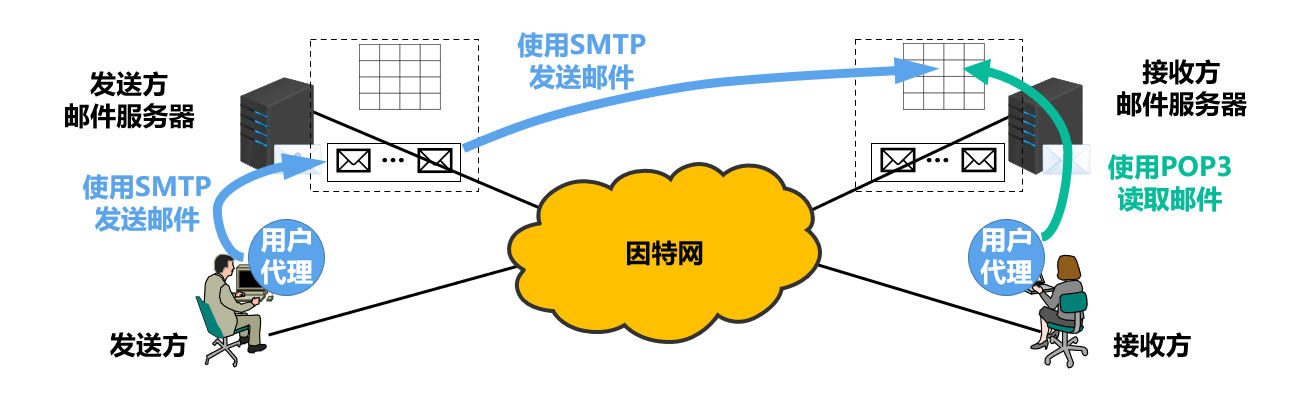 使用SMTP
发送邮件
发送方
邮件服务器
接收方
邮件服务器
使用SMTP
发送邮件
使用POP3
读取邮件
用户
代理
因特网
用户
代理
发送方
接收方